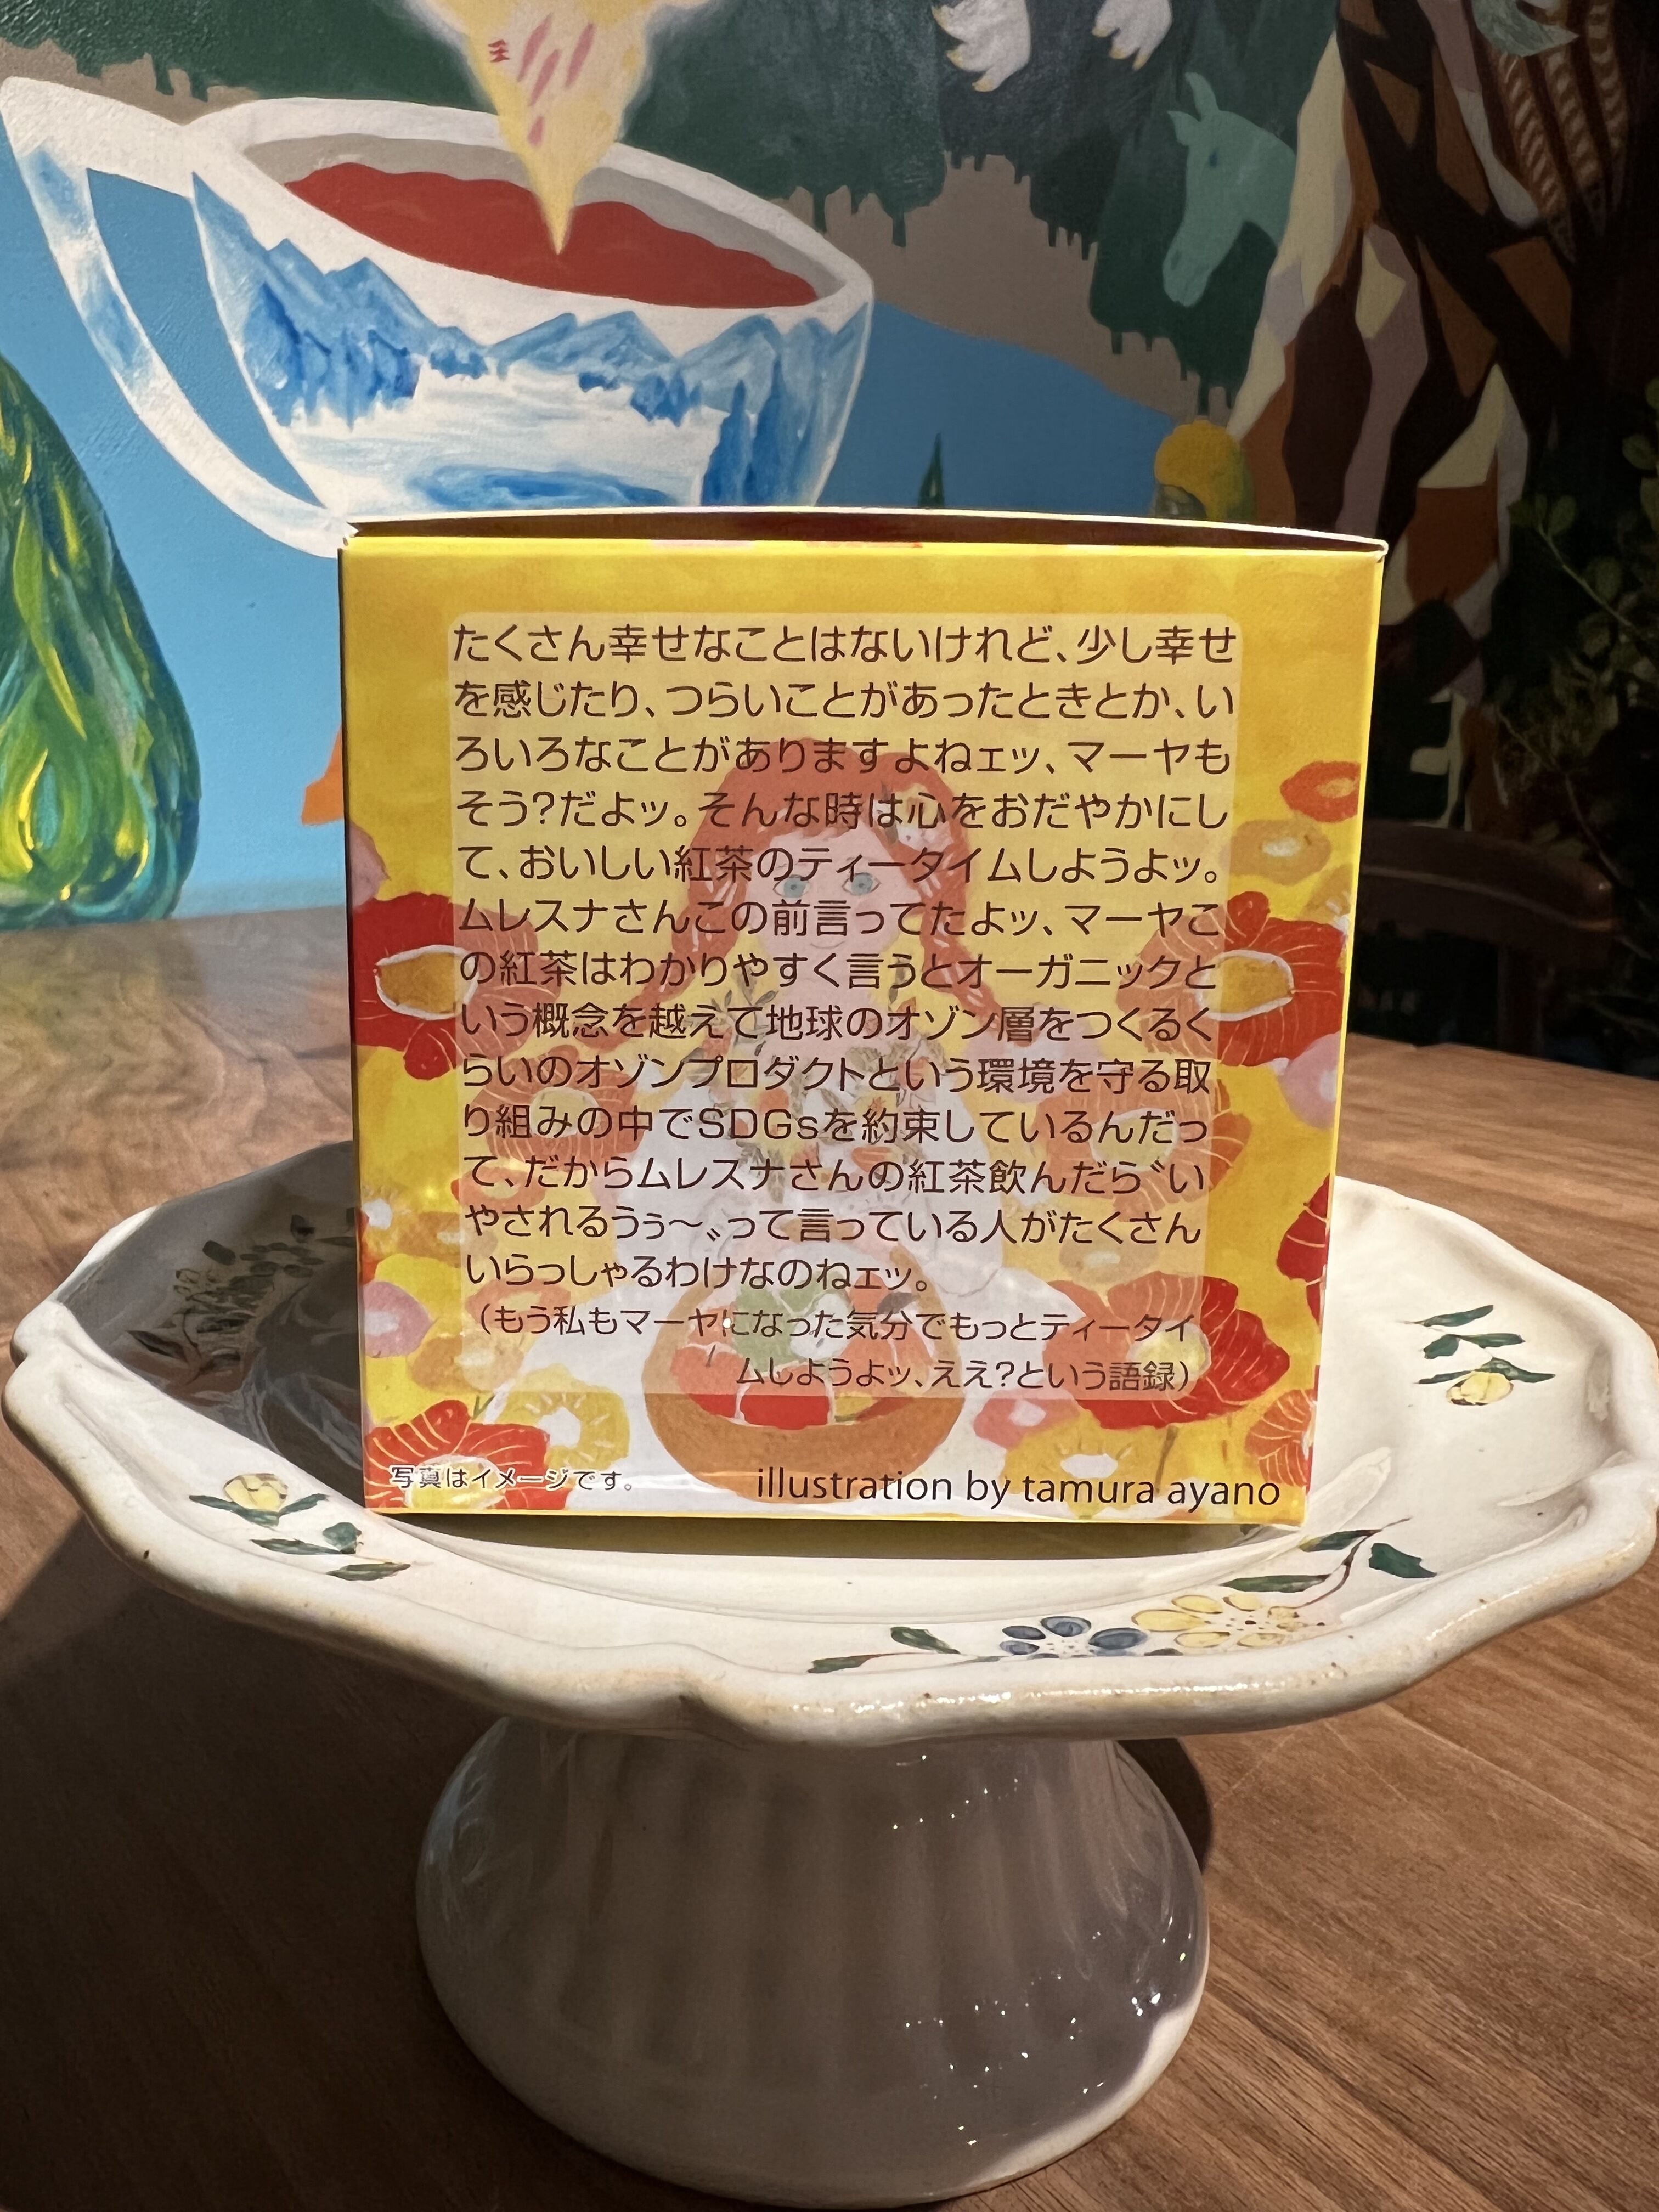 たくさん幸せなことはないけれど、少し幸せ
を感じたり、つらいことがあったときとか、い
ろいろなことがありますよねェッ、マーヤも
そう?だよッ。そんな時は心をおだやかにし
て、おいしい紅茶のティータイムしようよッ。
ムレスナさんこの前言ってたよッ、マーヤこ
の紅茶はわかりやすく言うとオーガニックと
いう概念を越えて地球のオゾン層をつくるく
らいのオゾンプロダクトという環境を守る取
り組みの中でSDGsを約束しているんだっ
て、だからムレスナさんの紅茶飲んだら〝い
やされるうぅ〜〟って言っている人がたくさん
いらっしゃるわけなのねェッ。
(もう私もマーヤになった気分でもっとティータイ
ムしようよッ、ええ?という語録)
写真はイメージです。
illustration by tamura ayano